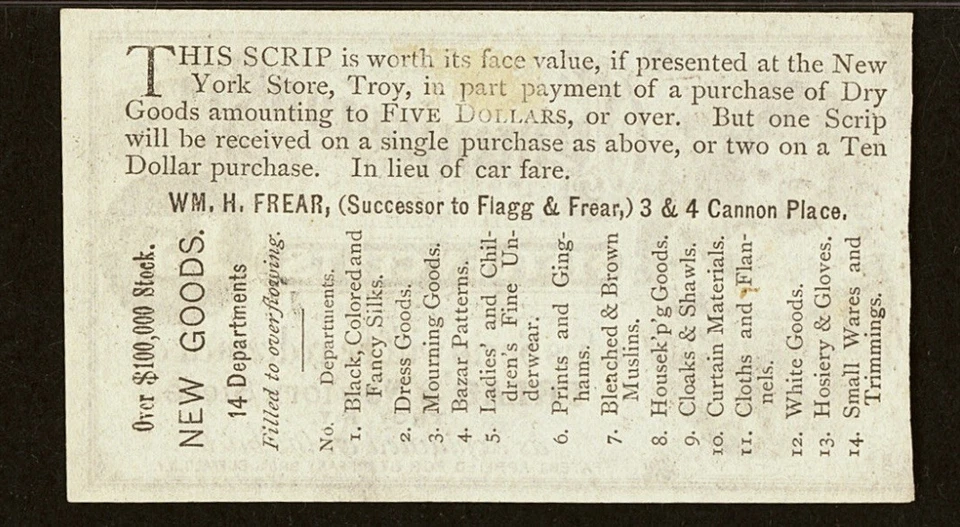 THIS SCRIP is worth its face value, if presented at the New
York Store, Troy, in part payment of a purchase of Dry
Goods amounting to FIVE DOLLARS, or over. But one Scrip
will be received on a single purchase as above, or two on a Ten
Dollar purchase. In lieu of car fare.
WM. H. FREAR, (Successor to Flagg & Frear,) 3 & 4 Cannon Place.
Over $100,000 Stock.
NEW GOODS.
14 Departments
Filled to overflowing.
No. Departments.
1. Black, Colored and
Fancy Silks.
2. Dress Goods.
3. Mourning Goods.
4. Bazar Patterns.
5. Ladies' and Chil-
dren's Fine Un-
derwear.
6. Prints and Ging-
hams.
7. Bleached & Brown
Muslins.
8. Housek'p'g Goods.
9. Cloaks & Shawls.
10. Curtain Materials.
11. Cloths and Flan-
nels.
12. White Goods.
13. Hosiery & Gloves.
14. Small Wares and
Trimmings.